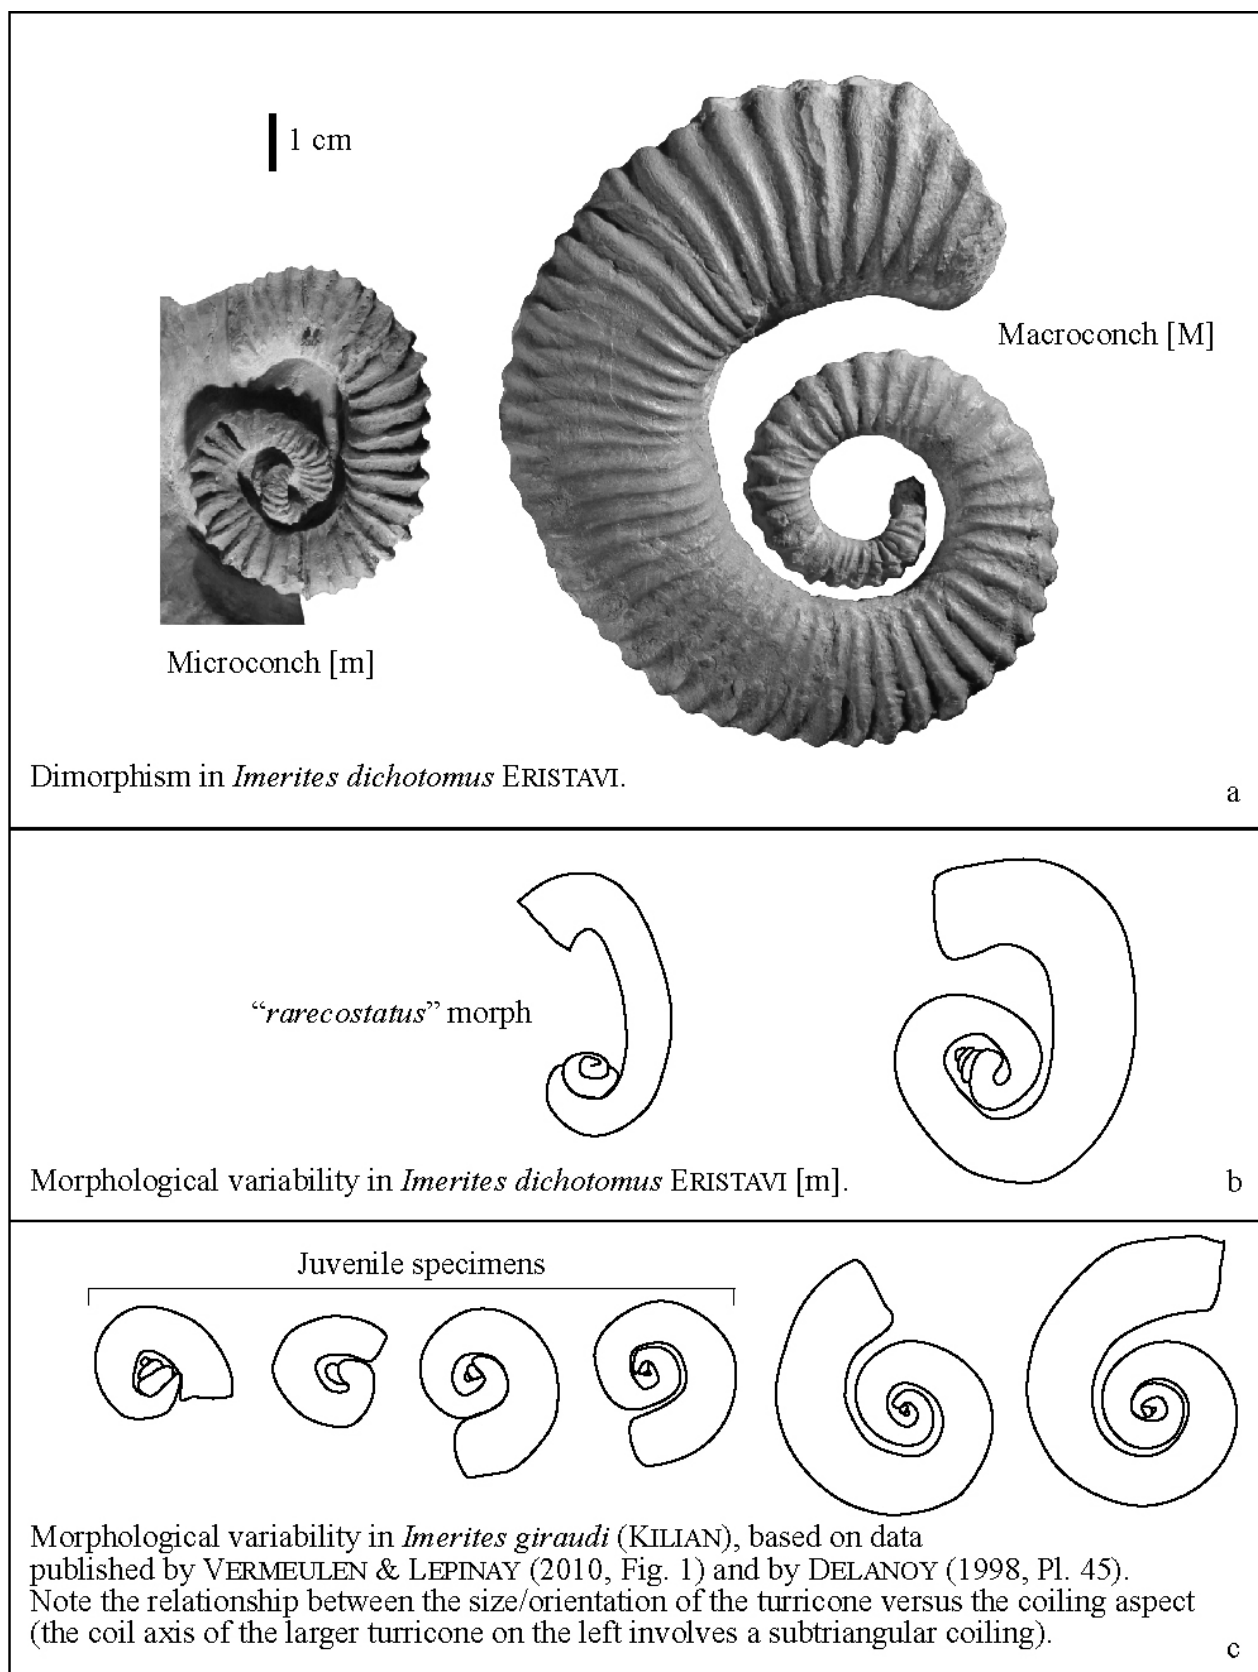 1 cm
Macroconch [M]
Microconch [m]
Dimorphism in Imerites dichotomus ERISTAVI.
a
“rarecostatus” morph
Morphological variability in Imerites dichotomus ERISTAVI [m].
b
Juvenile specimens
Morphological variability in Imerites giraudi (KILIAN), based on data
published by VERMEULEN & LEPINAY (2010, Fig. 1) and by DELANOY (1998, Pl. 45).
Note the relationship between the size/orientation of the turricone versus the coiling aspect
(the coil axis of the larger turricone on the left involves a subtriangular coiling).
c